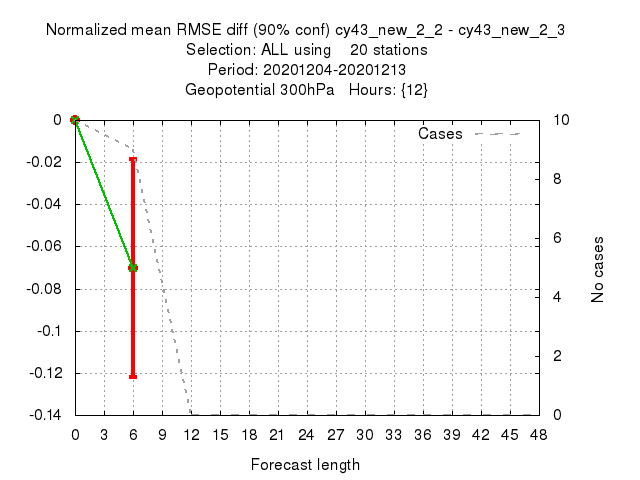 Normalized mean RMSE diff (90% conf) cy43_new_2_2 - cy43_new_2_3
Selection: ALL using    20 stations
Period: 20201204-20201213
Geopotential 300hPa   Hours: {12}
Cases
0
-0.02
-0.04
-0.06
-0.08
-0.1
-0.12
-0.14
10
8
6
4
2
0
No cases
0 3 6 9 12 15 18 21 24 27 30 33 36 39 42 45 48
Forecast length